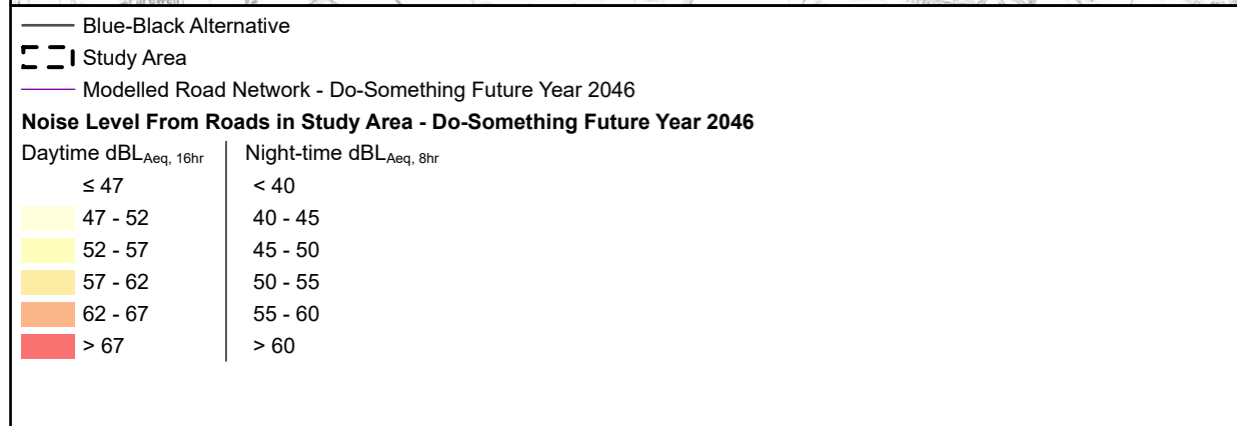 Blue-Black Alternative
Study Area
Modelled Road Network - Do-Something Future Year 2046
Noise Level From Roads in Study Area - Do-Something Future Year 2046
Daytime dBLAeq, 16hr Night-time dBLAeq, 8hr
≤ 47 < 40
47 - 52 40 - 45
52 - 57 45 - 50
57 - 62 50 - 55
62 - 67 55 - 60
> 67 > 60